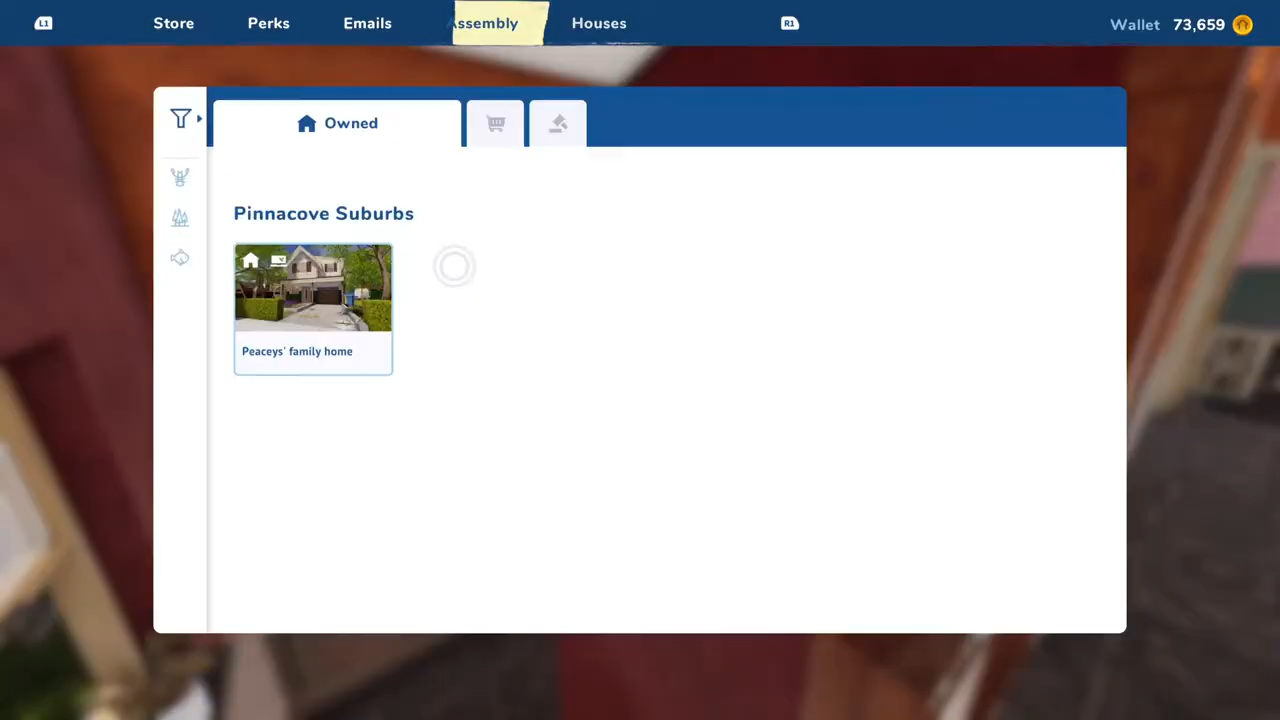 L1 Store Perks Emails Assembly Houses R1 Wallet 73,659
Owned
Pinnacove Suburbs
Peaceys' family home